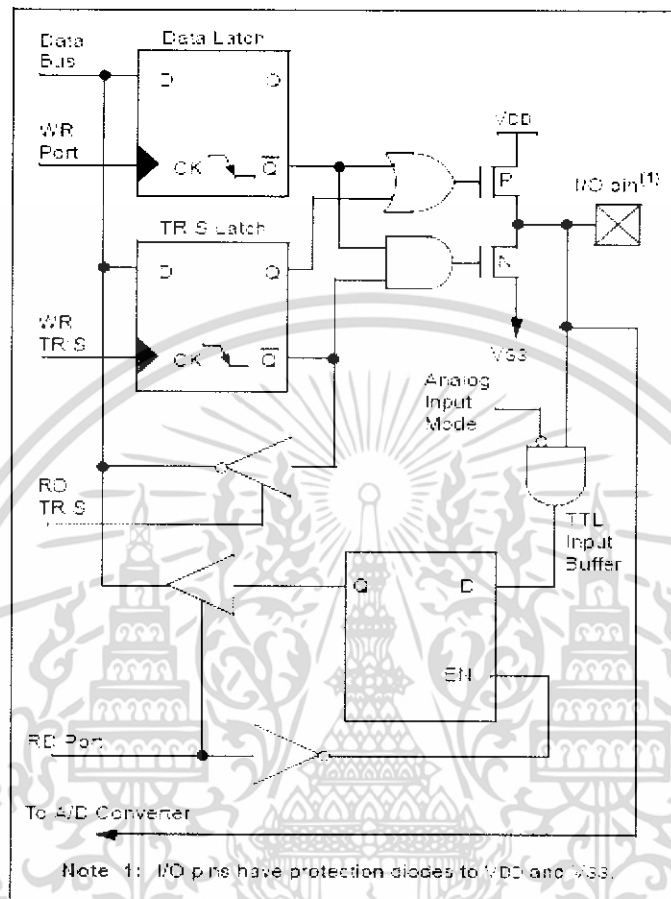 Data Bus
Data Latch
D
Q
WR Port
CK
Q
VDD
P
I/O pin(1)
TRIS Latch
D
Q
N
WR TRIS
CK
Q
VSS
Analog Input Mode
RD TRIS
TTL Input Buffer
Q
D
EN
RD Port
To A/D Converter
Note 1: I/O pins have protection diodes to VDD and VSS.